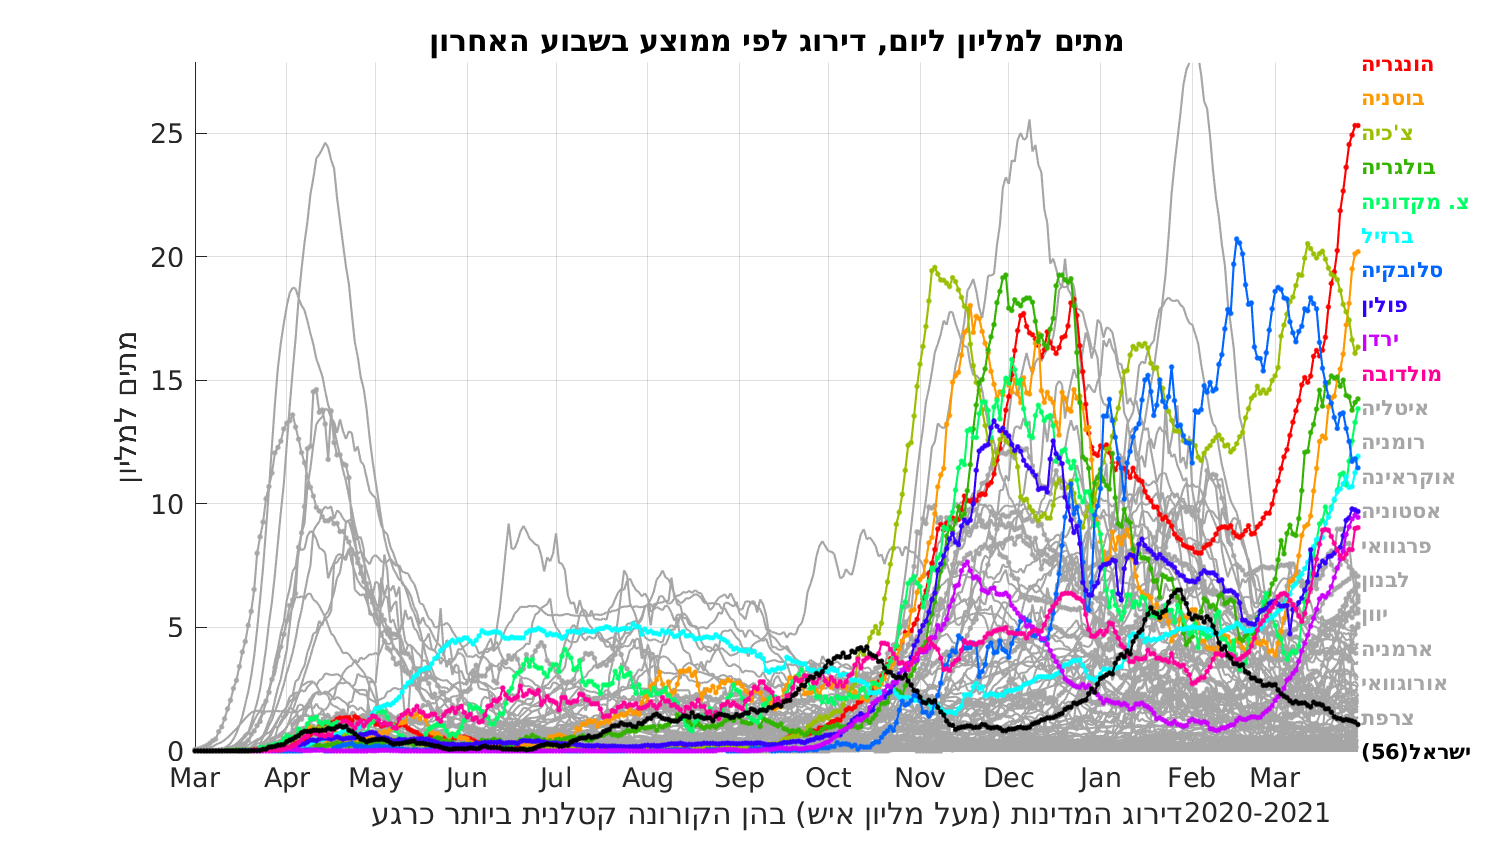 מתים למליון ליום, דירוג לפי ממוצע בשבוע האחרון
מתים למליון
25
20
15
10
5
0
Mar Apr May Jun Jul Aug Sep Oct Nov Dec Jan Feb Mar
דירוג המדינות (מעל מליון איש) בהן הקורונה קטלנית ביותר כרגע2020-2021
הונגריה
בוסניה
צ'כיה
בולגריה
צ. מקדוניה
ברזיל
סלובקיה
פולין
ירדן
מולדובה
איטליה
רומניה
אוקראינה
אסטוניה
פרגוואי
לבנון
יוון
ארמניה
אורוגוואי
צרפת
ישראל(56)